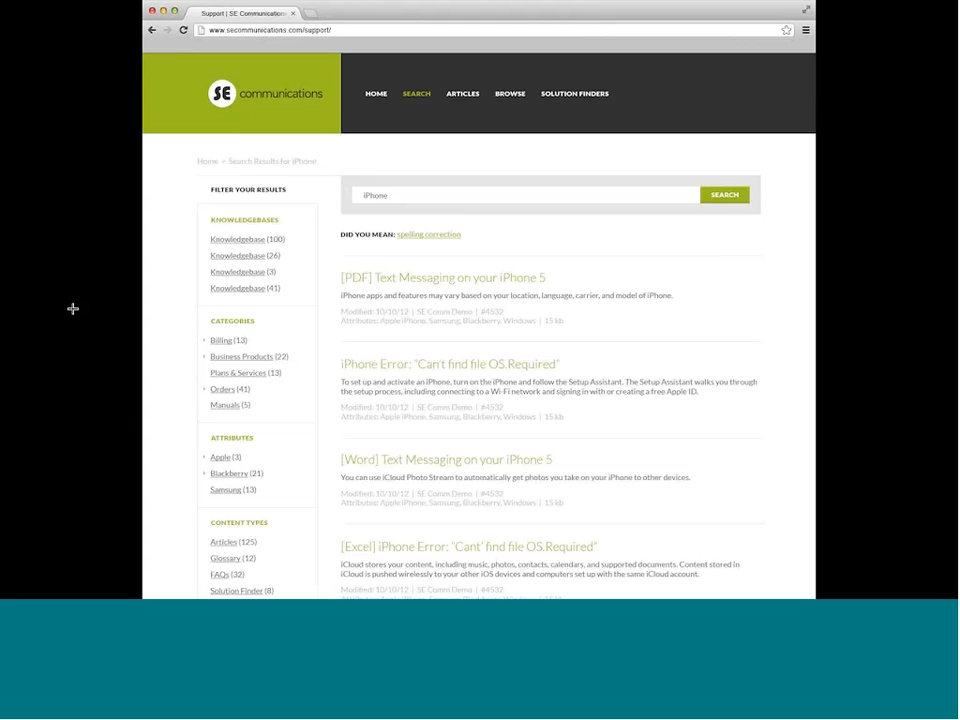 Support | SE Communications
www.secommunications.com/support/
SE communications
HOME SEARCH ARTICLES BROWSE SOLUTION FINDERS
Home > Search Results for iPhone
FILTER YOUR RESULTS
KNOWLEDGEBASES
Knowledgebase (100)
Knowledgebase (26)
Knowledgebase (3)
Knowledgebase (41)
CATEGORIES
Billing (13)
Business Products (22)
Plans & Services (13)
Orders (41)
Manuals (5)
ATTRIBUTES
Apple (3)
Blackberry (21)
Samsung (13)
CONTENT TYPES
Articles (125)
Glossary (12)
FAQs (32)
Solution Finder (8)
iPhone SEARCH
DID YOU MEAN: spelling correction
[PDF] Text Messaging on your iPhone 5
iPhone apps and features may vary based on your location, language, carrier, and model of iPhone.
Modified: 10/10/12 | SE Comm Demo | #4532
Attributes: Apple iPhone, Samsung, Blackberry, Windows | 15 kb
iPhone Error: "Can't find file OS.Required"
To set up and activate an iPhone, turn on the iPhone and follow the Setup Assistant. The Setup Assistant walks you through
the setup process, including connecting to a Wi-Fi network and signing in with or creating a free Apple ID.
Modified: 10/10/12 | SE Comm Demo | #4532
Attributes: Apple iPhone, Samsung, Blackberry, Windows | 15 kb
[Word] Text Messaging on your iPhone 5
You can use iCloud Photo Stream to automatically get photos you take on your iPhone to other devices.
Modified: 10/10/12 | SE Comm Demo | #4532
Attributes: Apple iPhone, Samsung, Blackberry, Windows | 15 kb
[Excel] iPhone Error: "Cant' find file OS.Required"
iCloud stores your content, including music, photos, contacts, calendars, and supported documents. Content stored in
iCloud is pushed wirelessly to your other iOS devices and computers set up with the same iCloud account.
Modified: 10/10/12 | SE Comm Demo | #4532